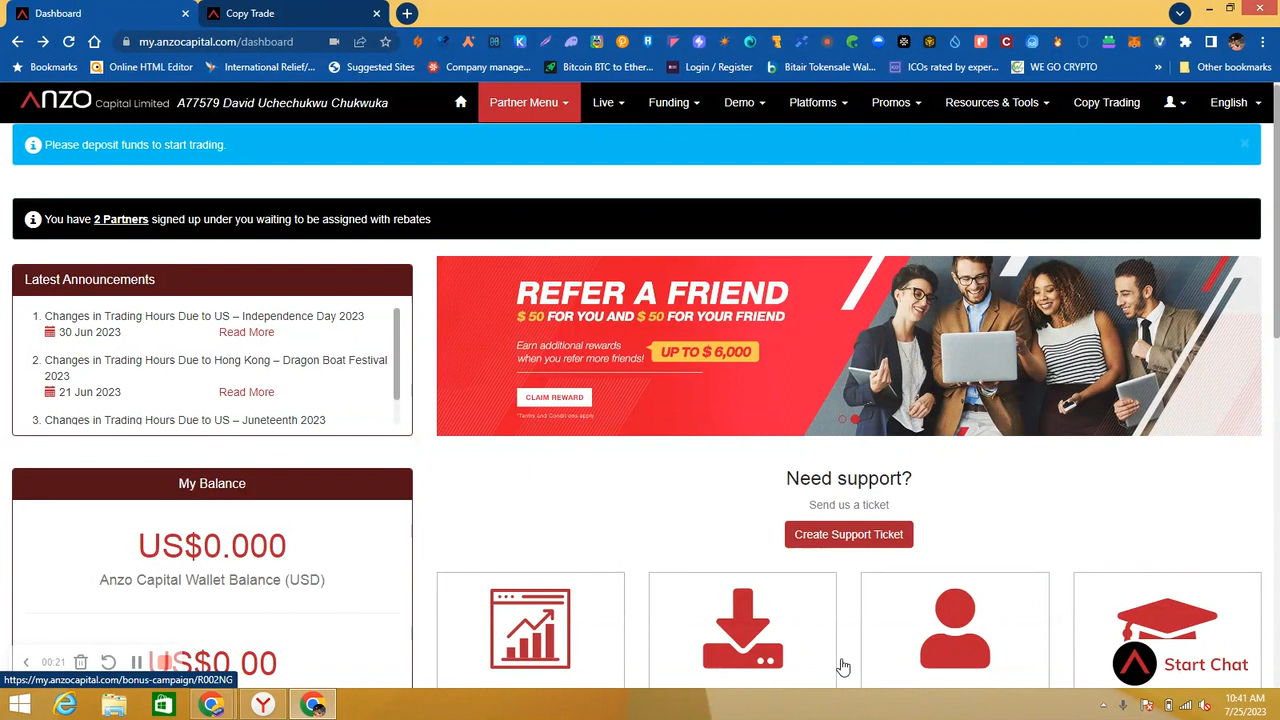 Dashboard
Copy Trade
my.anzocapital.com/dashboard
Bookmarks
Online HTML Editor
International Relief/...
Suggested Sites
Company manage...
Bitcoin BTC to Ether...
Login / Register
Bitair Tokensale Wal...
ICOs rated by exper...
WE GO CRYPTO
»
Other bookmarks
ANZO Capital Limited
A77579 David Uchechukwu Chukwuka
Partner Menu
Live
Funding
Demo
Platforms
Promos
Resources & Tools
Copy Trading
English
Please deposit funds to start trading.
×
You have 2 Partners signed up under you waiting to be assigned with rebates
Latest Announcements
1. Changes in Trading Hours Due to US – Independence Day 2023
30 Jun 2023 Read More
2. Changes in Trading Hours Due to Hong Kong – Dragon Boat Festival
2023
21 Jun 2023 Read More
3. Changes in Trading Hours Due to US – Juneteenth 2023
REFER A FRIEND
$ 50 FOR YOU AND $ 50 FOR YOUR FRIEND
Earn additional rewards
when you refer more friends!
UP TO $ 6,000
CLAIM REWARD
*Terms and Conditions apply
My Balance
US$0.000
Anzo Capital Wallet Balance (USD)
Need support?
Send us a ticket
Create Support Ticket
00:21
Start Chat
https://my.anzocapital.com/bonus-campaign/R002NG
10:41 AM
7/25/2023